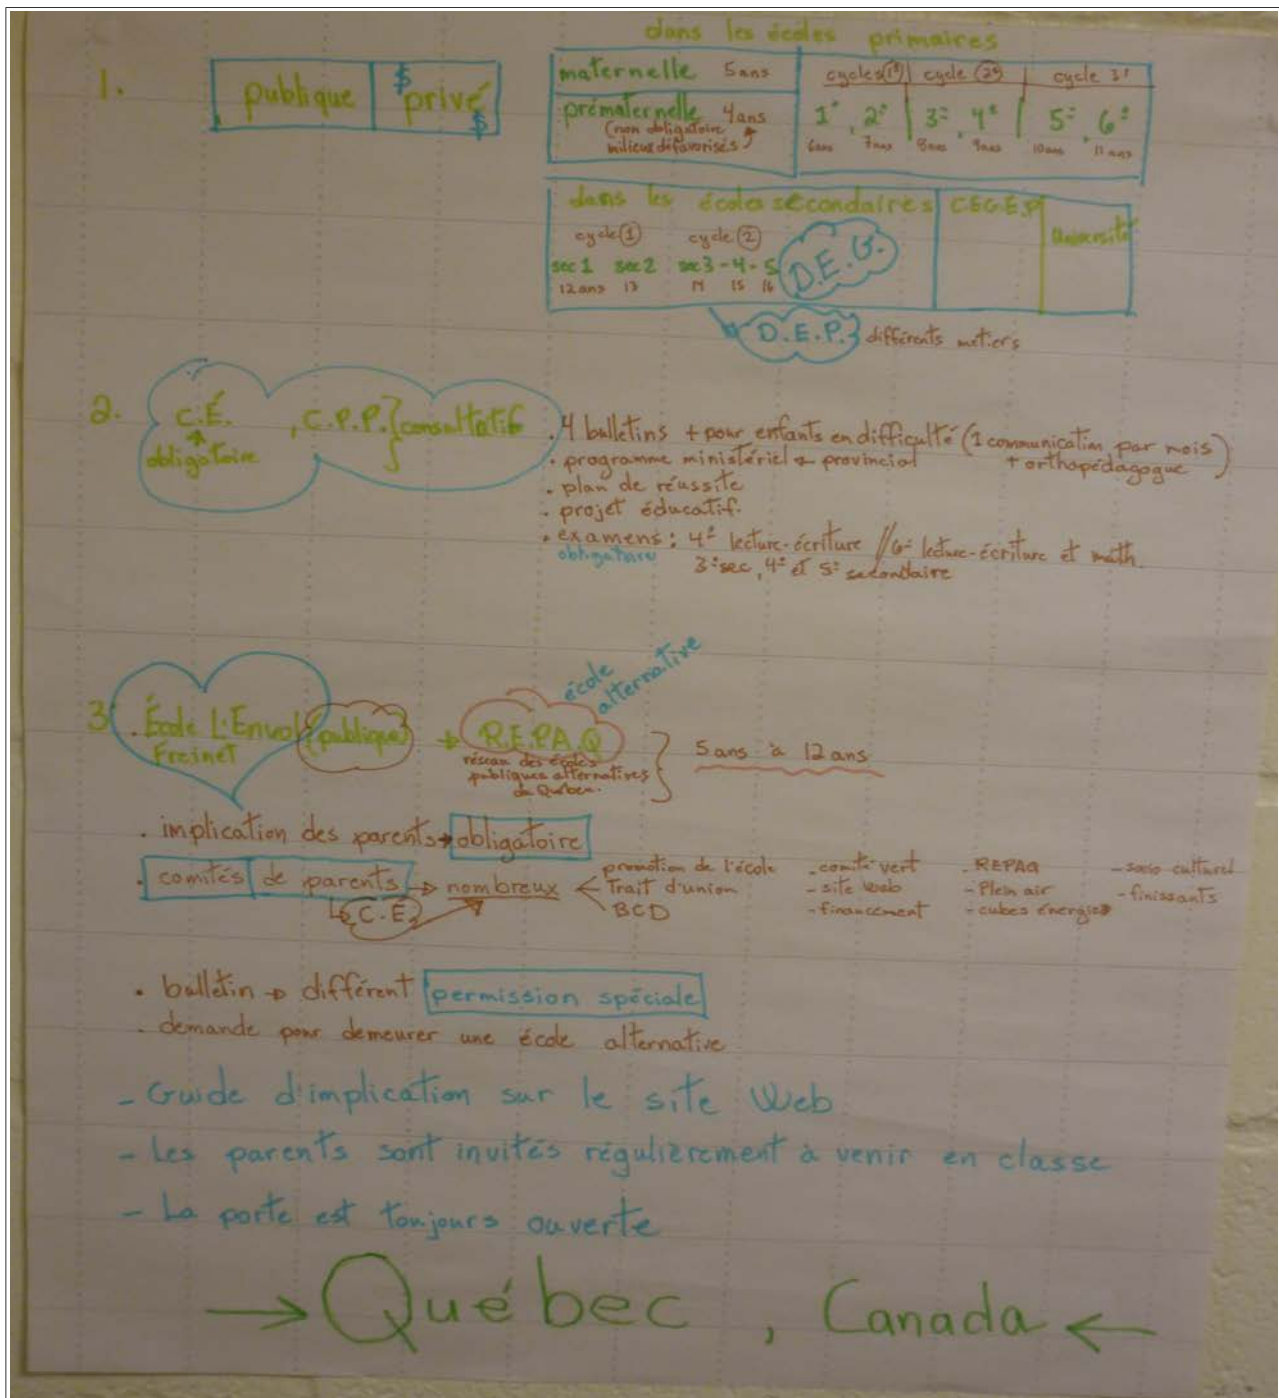 dans les écoles primaires
1. publique $ privé $
maternelle 5ans
prématernelle 4ans
(non obligatoire
milieux défavorisés
cycle 3
1e, 2e | 3e, 4e | 5e, 6e
6ans 7ans 8ans 9ans 10ans 11ans
dans les écoles secondaires CEGEP Université
cycle 1 cycle 2
sec 1 sec 2 sec 3 - 4 - 5 D.E.G.
12ans 13 14 15 16
D.E.P. } différents métiers
2. C.É. , C.P.P. } consultatif
obligatoire
. 4 bulletins + pour enfants en difficulté (1 communication par mois)
+ orthopédagogue
. programme ministériel → provincial
. plan de réussite
. projet éducatif.
. examens : 4e lecture-écriture // 6e lecture-écriture et math.
obligatoire 3e sec, 4e et 5e secondaire
3. École L'Envol (publique) → R.E.P.A.Q
Freinet
école alternative
réseau des écoles
publiques alternatives
du Québec.
5 ans à 12 ans
. implication des parents → obligatoire
. comités de parents → nombreux
C.É.
promotion de l'école - comité vert - REPAQ - socio culturel
Trait d'union - site web - Plein air - finissants
BCD - financement - cubes énergie
. bulletin → différent permission spéciale
. demande pour demeurer une école alternative
- Guide d'implication sur le site Web
- Les parents sont invités régulièrement à venir en classe
- La porte est toujours ouverte
→ Québec, Canada ←